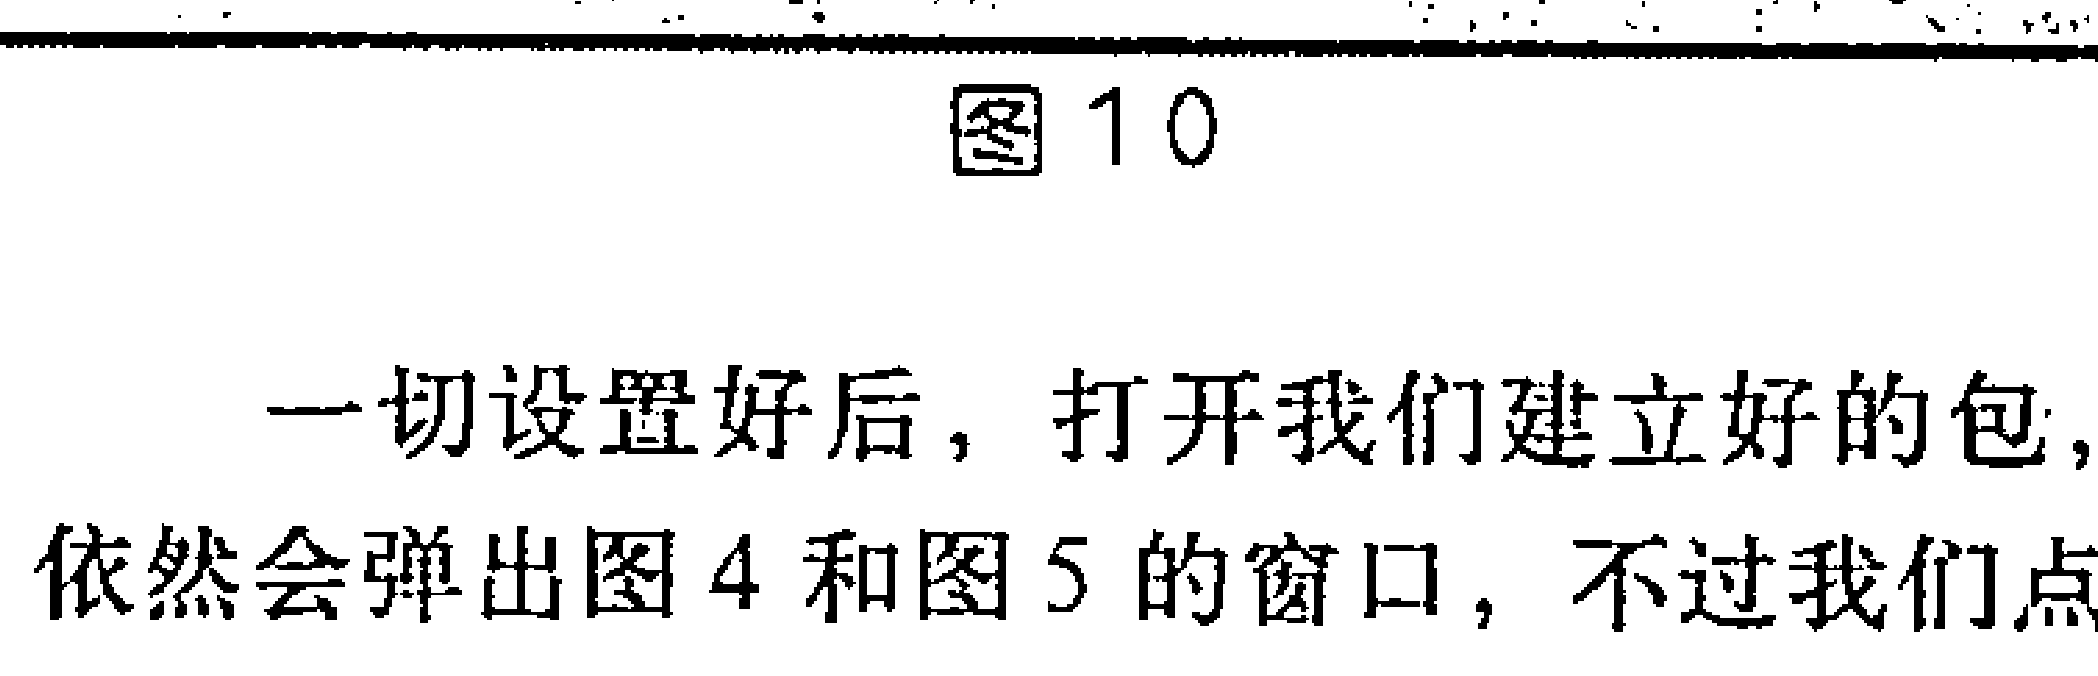 图 10
一切设置好后，打开我们建立好的包，
依然会弹出图 4 和图 5 的窗口，不过我们点